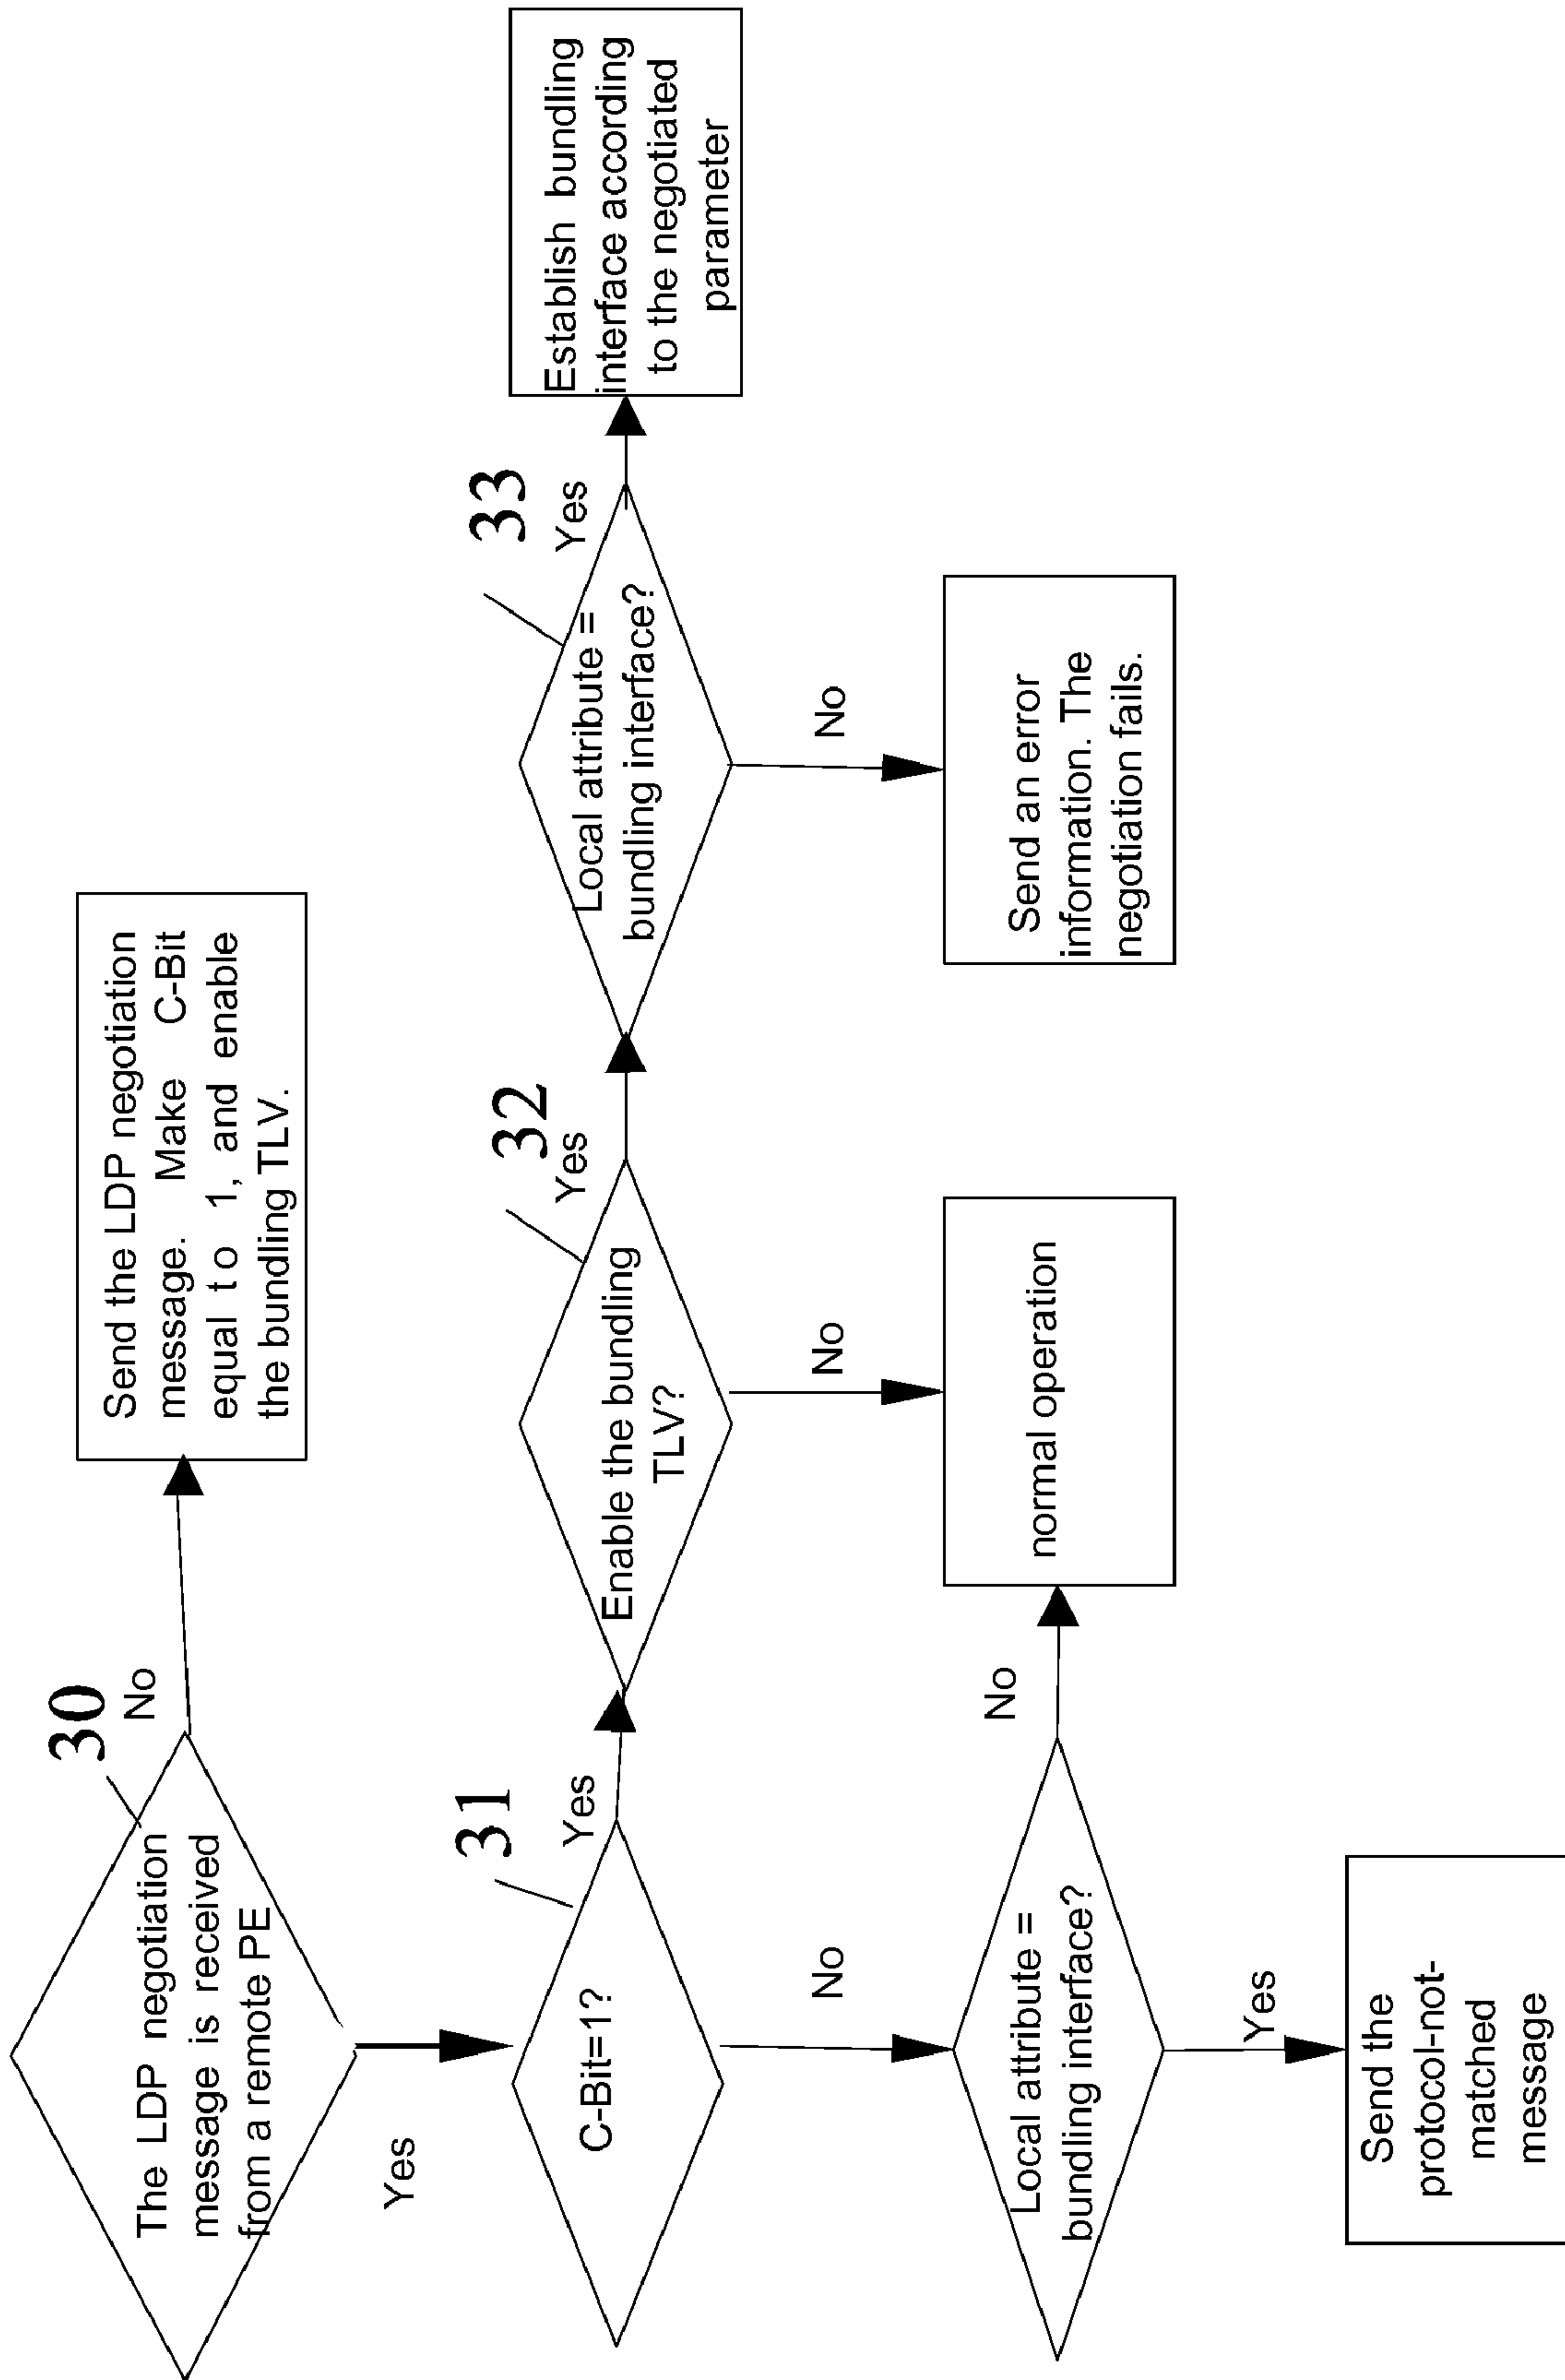 30
The LDP negotiation
message is received
from a remote PE
No
Send the LDP negotiation
message. Make C-Bit
equal to 1, and enable
the bundling TLV.
Yes
31
C-Bit=1?
Yes
32
Enable the bundling
TLV?
Yes
33
Local attribute =
bundling interface?
Yes
Establish bundling
interface according
to the negotiated
parameter
No
No
No
Local attribute =
bundling interface?
No
normal operation
Send an error
information. The
negotiation fails.
Yes
Send the
protocol-not-
matched
message